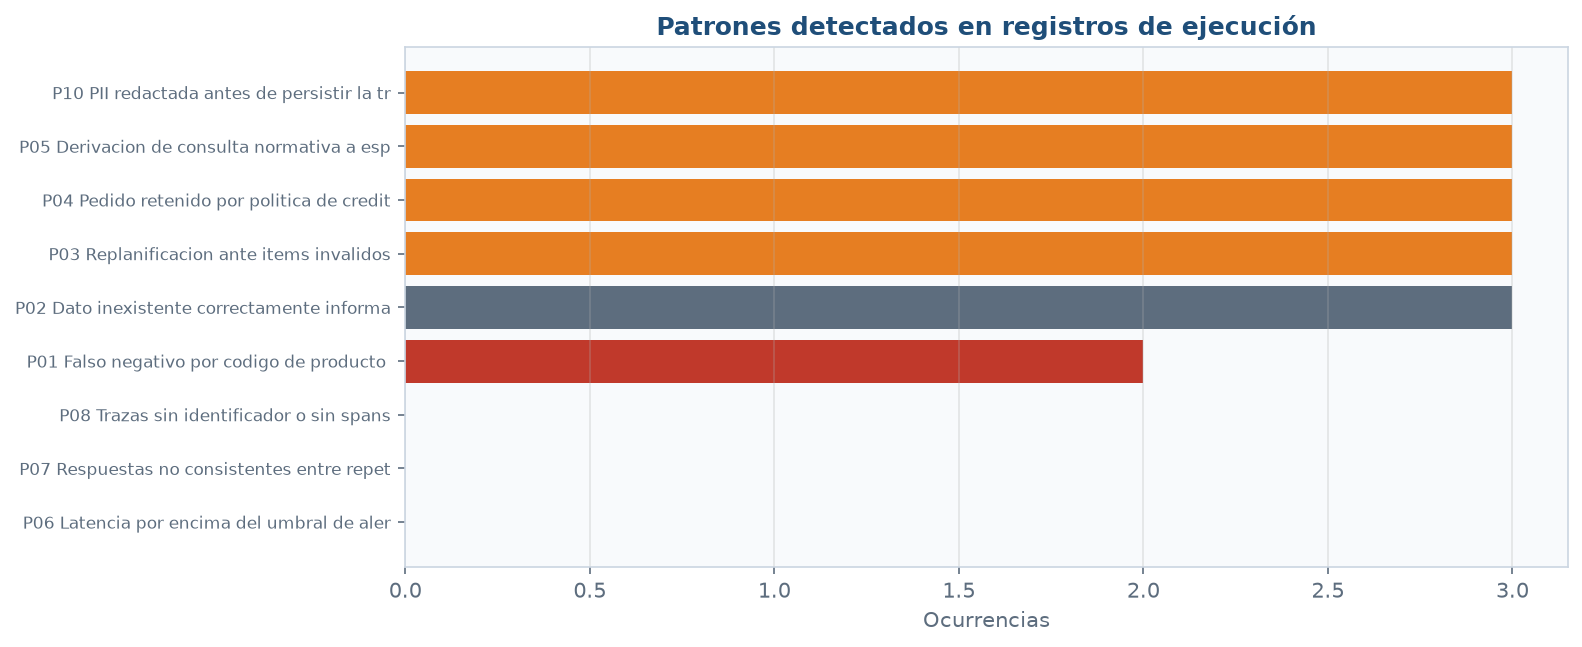 Patrones detectados en registros de ejecución
P10 PII redactada antes de persistir la tr
P05 Derivacion de consulta normativa a esp
P04 Pedido retenido por politica de credit
P03 Replanificacion ante items invalidos
P02 Dato inexistente correctamente informa
P01 Falso negativo por codigo de producto
P08 Trazas sin identificador o sin spans
P07 Respuestas no consistentes entre repet
P06 Latencia por encima del umbral de aler
0.0 0.5 1.0 1.5 2.0 2.5 3.0
Ocurrencias